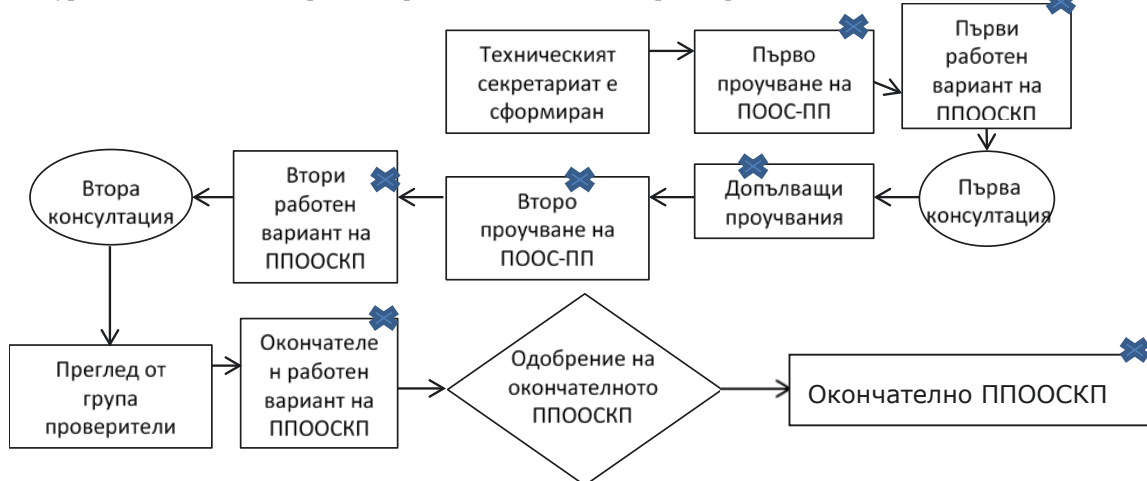 Техническият
секретариат е
сформиран
Първо
проучване на
ПООС-ПП
Първи
работен
вариант на
ППООСКП
Първа
консултация
Допълващи
проучвания
Второ
проучване на
ПООС-ПП
Втори
работен
вариант на
ППООСКП
Втора
консултация
Преглед от
група
проверители
Окончателе
н работен
вариант на
ППООСКП
Одобрение на
окончателното
ППООСКП
Окончателно ППООСКП